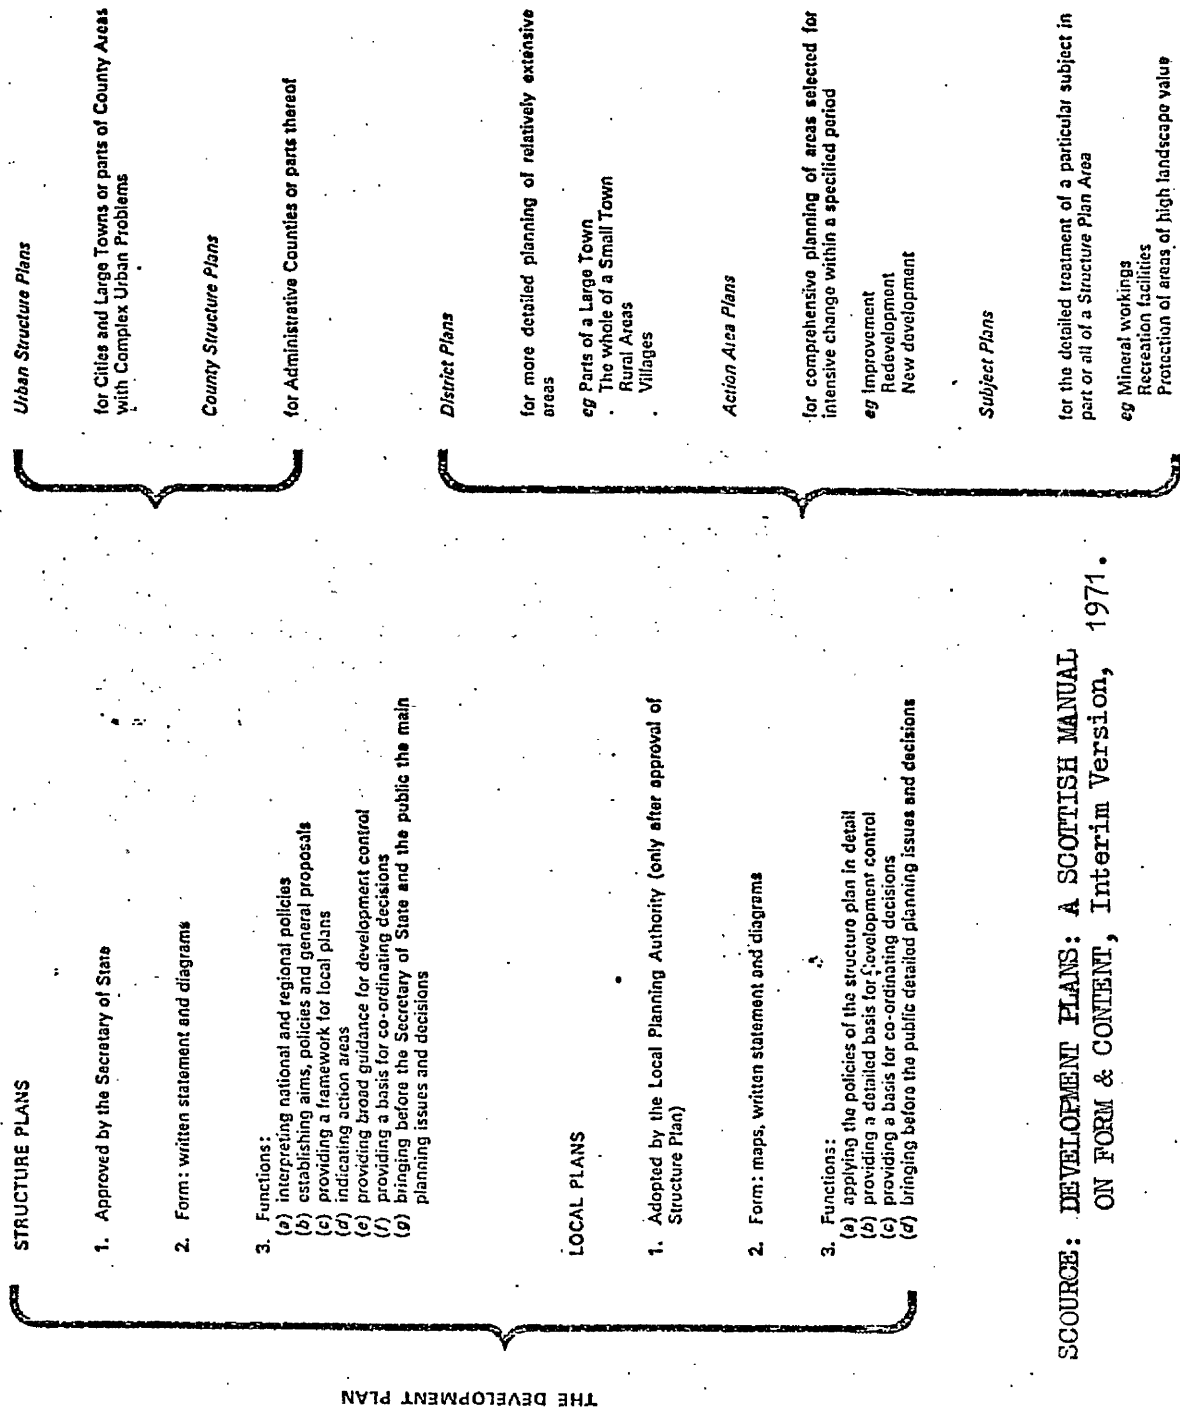 THE DEVELOPMENT PLAN
STRUCTURE PLANS
1. Approved by the Secretary of State
2. Form: written statement and diagrams
3. Functions:
(a) interpreting national and regional policies
(b) establishing aims, policies and general proposals
(c) providing a framework for local plans
(d) indicating action areas
(e) providing broad guidance for development control
(f) providing a basis for co-ordinating decisions
(g) bringing before the Secretary of State and the public the main
planning issues and decisions
Urban Structure Plans
for Cities and Large Towns or parts of County Areas
with Complex Urban Problems
County Structure Plans
for Administrative Counties or parts thereof
LOCAL PLANS
1. Adopted by the Local Planning Authority (only after approval of
Structure Plan)
2. Form: maps, written statement and diagrams
3. Functions:
(a) applying the policies of the structure plan in detail
(b) providing a detailed basis for development control
(c) providing a basis for co-ordinating decisions
(d) bringing before the public detailed planning issues and decisions
District Plans
for more detailed planning of relatively extensive
areas
eg Parts of a Large Town
The whole of a Small Town
Rural Areas
Villages
Action Area Plans
for comprehensive planning of areas selected for
intensive change within a specified period
eg Improvement
Redevelopment
New development
Subject Plans
for the detailed treatment of a particular subject in
part or all of a Structure Plan Area
eg Mineral workings
Recreation facilities
Protection of areas of high landscape value
SCOURCE: DEVELOPMENT PLANS: A SCOTTISH MANUAL
ON FORM & CONTENT, Interim Version, 1971.